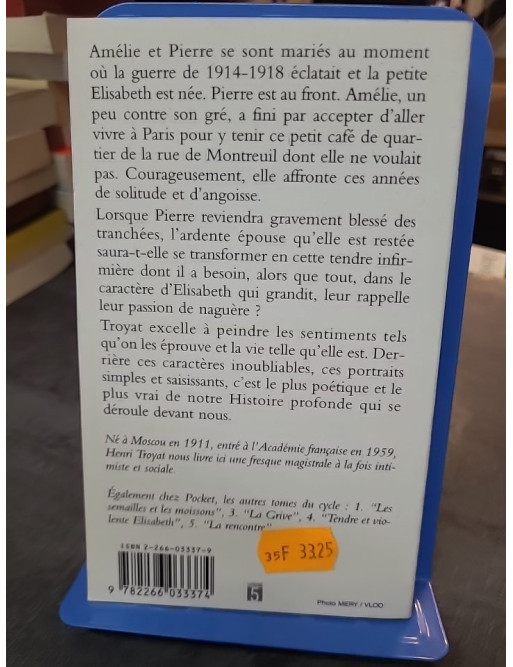 Amélie et Pierre se sont mariés au moment
où la guerre de 1914-1918 éclatait et la petite
Elisabeth est née. Pierre est au front. Amélie, un
peu contre son gré, a fini par accepter d'aller
vivre à Paris pour y tenir ce petit café de quar-
tier de la rue de Montreuil dont elle ne voulait
pas. Courageusement, elle affronte ces années
de solitude et d'angoisse.
Lorsque Pierre reviendra gravement blessé des
tranchées, l'ardente épouse qu'elle est restée
saura-t-elle se transformer en cette tendre infir-
mière dont il a besoin, alors que tout, dans le
caractère d'Elisabeth qui grandit, leur rappelle
leur passion de naguère ?
Troyat excelle à peindre les sentiments tels
qu'on les éprouve et la vie telle qu'elle est. Der-
rière ces caractères inoubliables, ces portraits
simples et saisissants, c'est le plus poétique et le
plus vrai de notre Histoire profonde qui se
déroule devant nous.
Né à Moscou en 1911, entré à l'Académie française en 1959,
Henri Troyat nous livre ici une fresque magistrale à la fois inti-
miste et sociale.
Également chez Pocket, les autres tomes du cycle : 1. "Les
semailles et les moissons", 3. "La Grive", 4. "Tendre et vio-
lente Elisabeth", 5. "La rencontre"
ISBN 2-266-03337-9
35F 3325
9 782266 033374
5
Photo MERY / VLOO